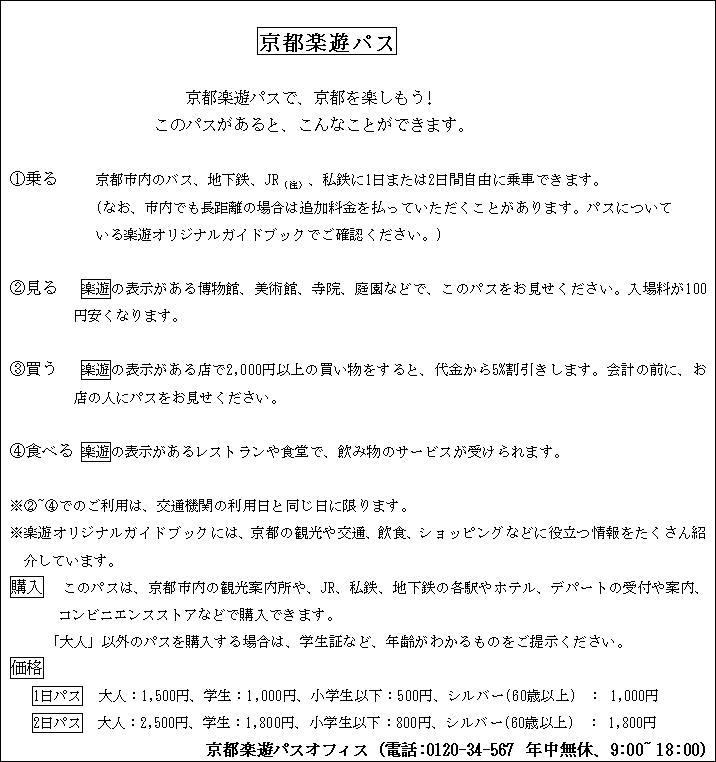 京都楽遊パス
京都楽遊パスで、京都を楽しもう!
このパスがあると、こんなことができます。
①乗る 京都市内のバス、地下鉄、JR(注)、私鉄に1日または2日間自由に乗車できます。
(なお、市内でも長距離の場合は追加料金を払っていただくことがあります。パスについて
いる楽遊オリジナルガイドブックでご確認ください。)
②見る 楽遊の表示がある博物館、美術館、寺院、庭園などで、このパスをお見せください。入場料が100
円安くなります。
③買う 楽遊の表示がある店で2,000円以上の買い物をすると、代金から5%割引きします。会計の前に、お
店の人にパスをお見せください。
④食べる 楽遊の表示があるレストランや食堂で、飲み物のサービスが受けられます。
※②~④でのご利用は、交通機関の利用日と同じ日に限ります。
※楽遊オリジナルガイドブックには、京都の観光や交通、飲食、ショッピングなどに役立つ情報をたくさん紹
介しています。
購入 このパスは、京都市内の観光案内所や、JR、私鉄、地下鉄の各駅やホテル、デパートの受付や案内、
コンビニエンスストアなどで購入できます。
「大人」以外のパスを購入する場合は、学生証など、年齢がわかるものをご提示ください。
価格
1日パス 大人：1,500円、学生：1,000円、小学生以下：500円、シルバー(60歳以上) ： 1,000円
2日パス 大人：2,500円、学生：1,800円、小学生以下：800円、シルバー(60歳以上) ： 1,800円
京都楽遊パスオフィス (電話:0120-34-567 年中無休、9:00~18:00)